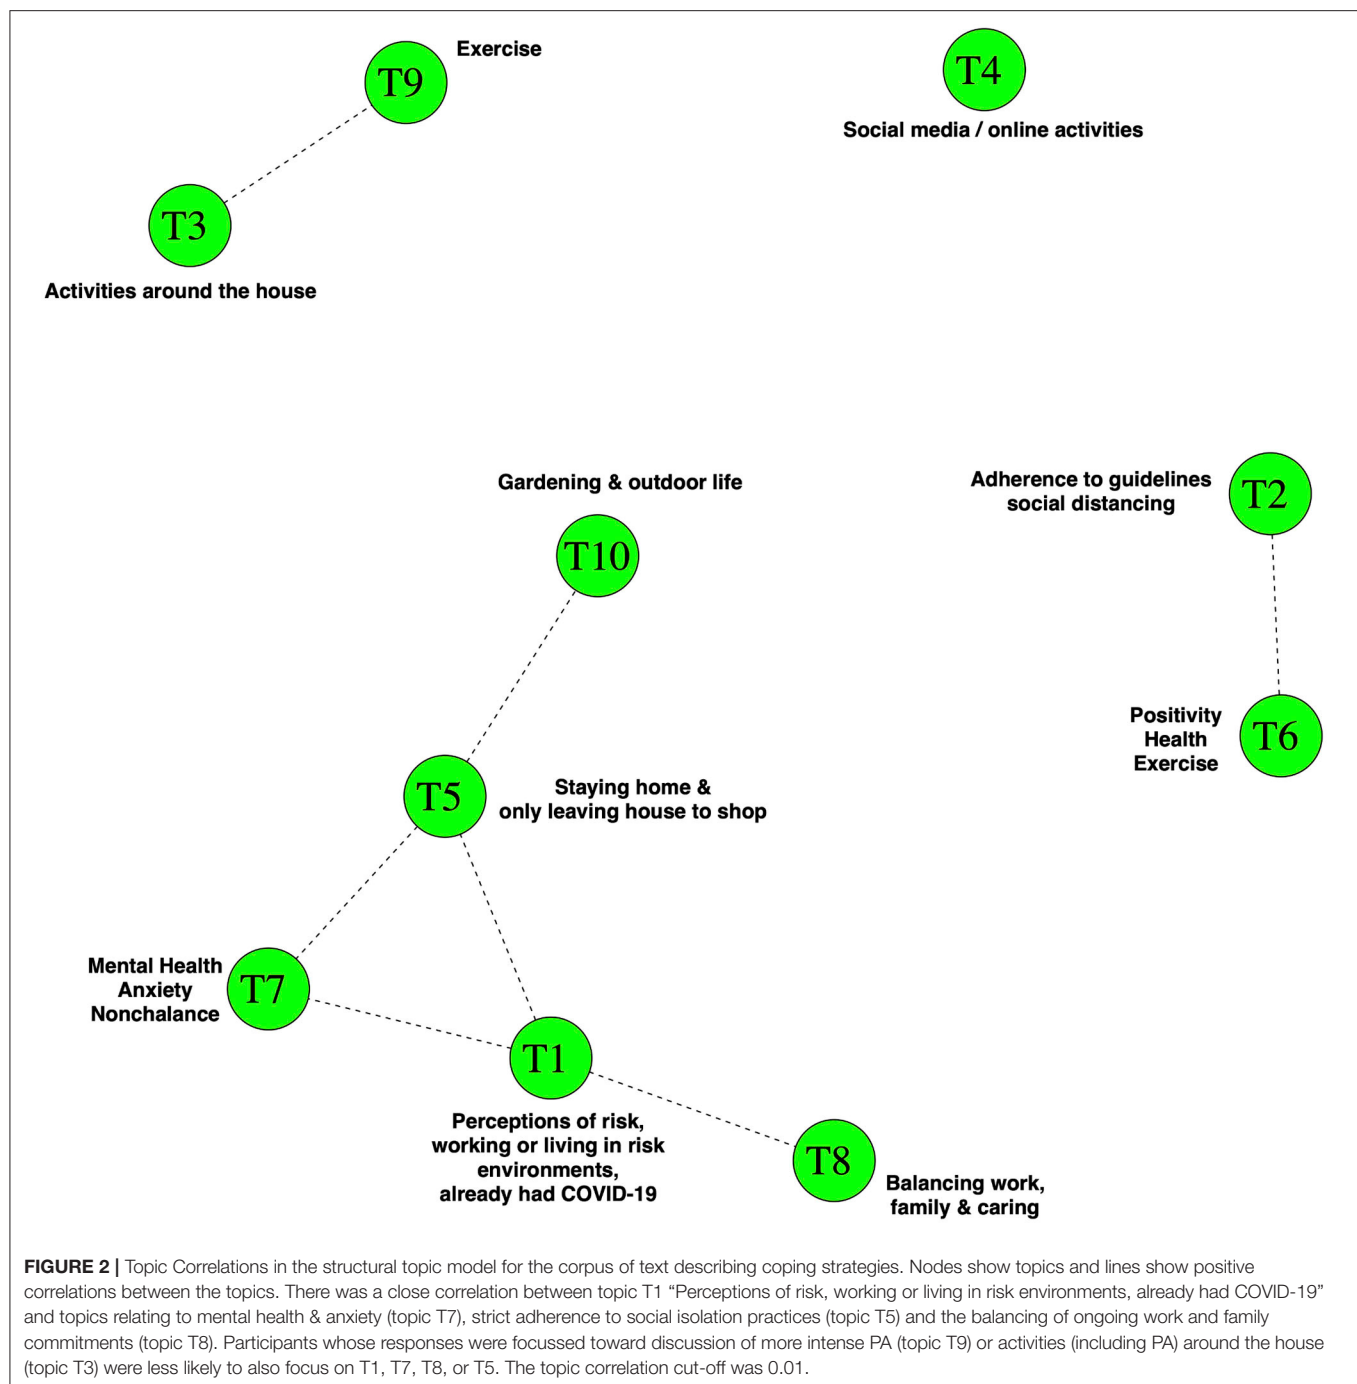 T9
Exercise
T4
Social media / online activities
T3
Activities around the house
Gardening & outdoor life
T10
Adherence to guidelines
social distancing
T2
Positivity
Health
Exercise
T6
T5
Staying home &
only leaving house to shop
Mental Health
Anxiety
Nonchalance
T7
T1
Perceptions of risk,
working or living in risk
environments,
already had COVID-19
T8
Balancing work,
family & caring
FIGURE 2 | Topic Correlations in the structural topic model for the corpus of text describing coping strategies. Nodes show topics and lines show positive
correlations between the topics. There was a close correlation between topic T1 “Perceptions of risk, working or living in risk environments, already had COVID-19”
and topics relating to mental health & anxiety (topic T7), strict adherence to social isolation practices (topic T5) and the balancing of ongoing work and family
commitments (topic T8). Participants whose responses were focussed toward discussion of more intense PA (topic T9) or activities (including PA) around the house
(topic T3) were less likely to also focus on T1, T7, T8, or T5. The topic correlation cut-off was 0.01.